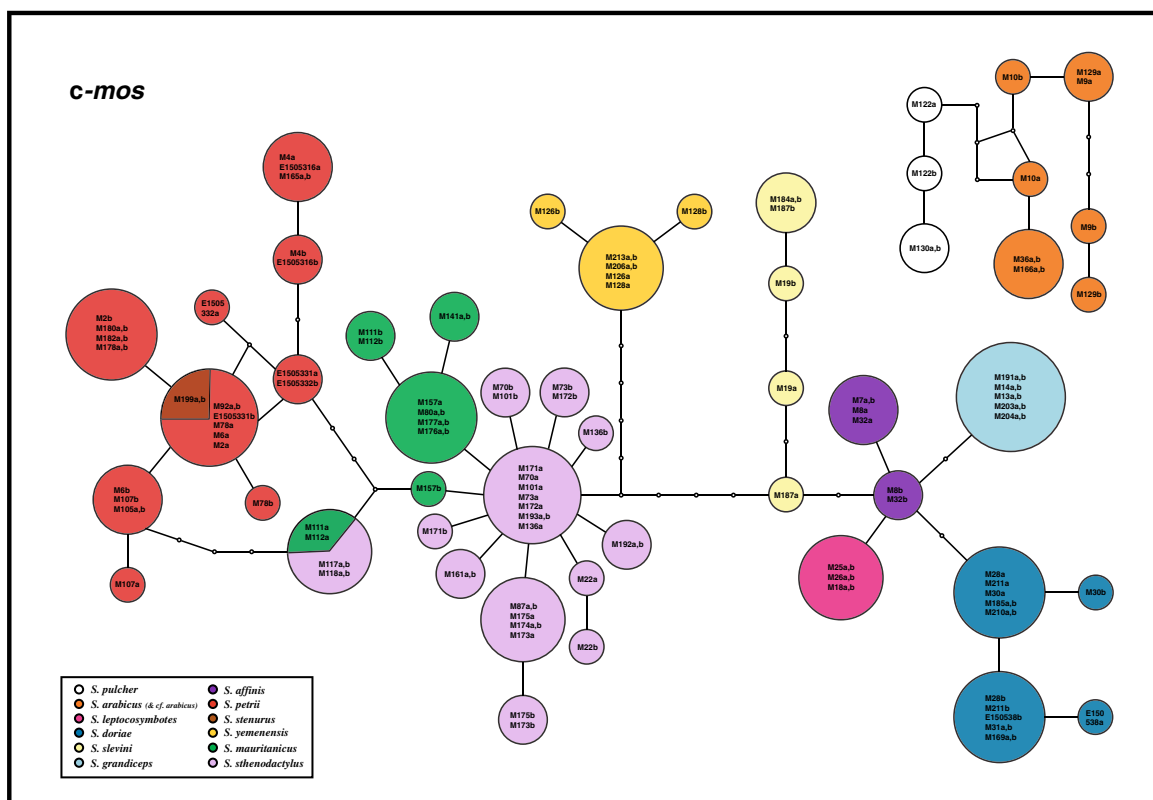 c-mos
M4a
E1505316a
M165a,b
M4b
E1505316b
E1505
332a
M2b
M180a,b
M182a,b
M178a,b
E1505331a
E1505332b
M199a,b
M92a,b
E1505331b
M78a
M6a
M2a
M6b
M107b
M105a,b
M78b
M107a
M111a
M112a
M117a,b
M118a,b
M111b
M112b
M141a,b
M157a
M80a,b
M177a,b
M176a,b
M157b
M70b
M101b
M73b
M172b
M136b
M171a
M70a
M101a
M73a
M172a
M193a,b
M136a
M171b
M161a,b
M192a,b
M22a
M22b
M87a,b
M175a
M174a,b
M173a
M175b
M173b
M126b
M128b
M213a,b
M206a,b
M126a
M128a
M184a,b
M187b
M19b
M19a
M187a
M7a,b
M8a
M32a
M8b
M32b
M191a,b
M14a,b
M13a,b
M203a,b
M204a,b
M25a,b
M26a,b
M18a,b
M28a
M211a
M30a
M185a,b
M210a,b
M30b
M28b
M211b
E150538b
M31a,b
M169a,b
E150
538a
M122a
M122b
M130a,b
M10b
M129a
M9a
M10a
M36a,b
M166a,b
M9b
M129b
S. pulcher
S. arabicus (& cf. arabicus)
S. leptocosymbotes
S. doriae
S. slevini
S. grandiceps
S. affinis
S. petrii
S. stenurus
S. yemenensis
S. mauritanicus
S. sthenodactylus